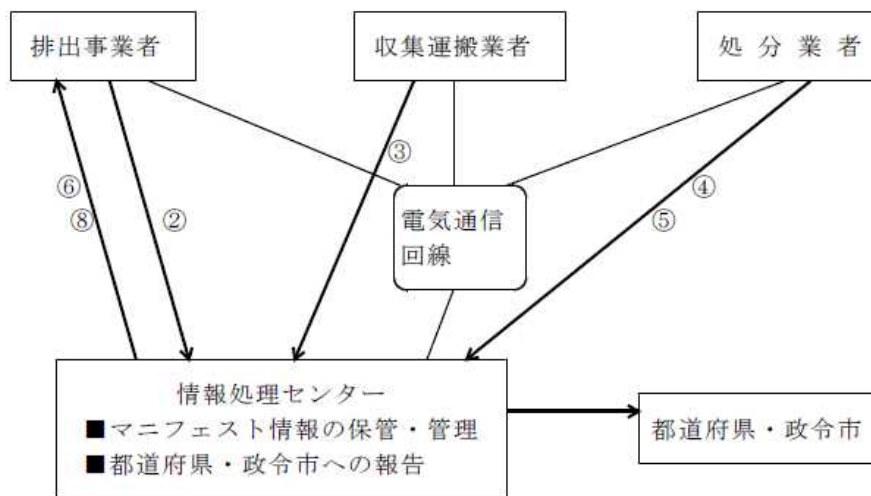 排出事業者
収集運搬業者
処分業者
③
⑥
④
⑧
②
⑤
電気通信
回線
情報処理センター
■マニフェスト情報の保管・管理
■都道府県・政令市への報告
都道府県・政令市